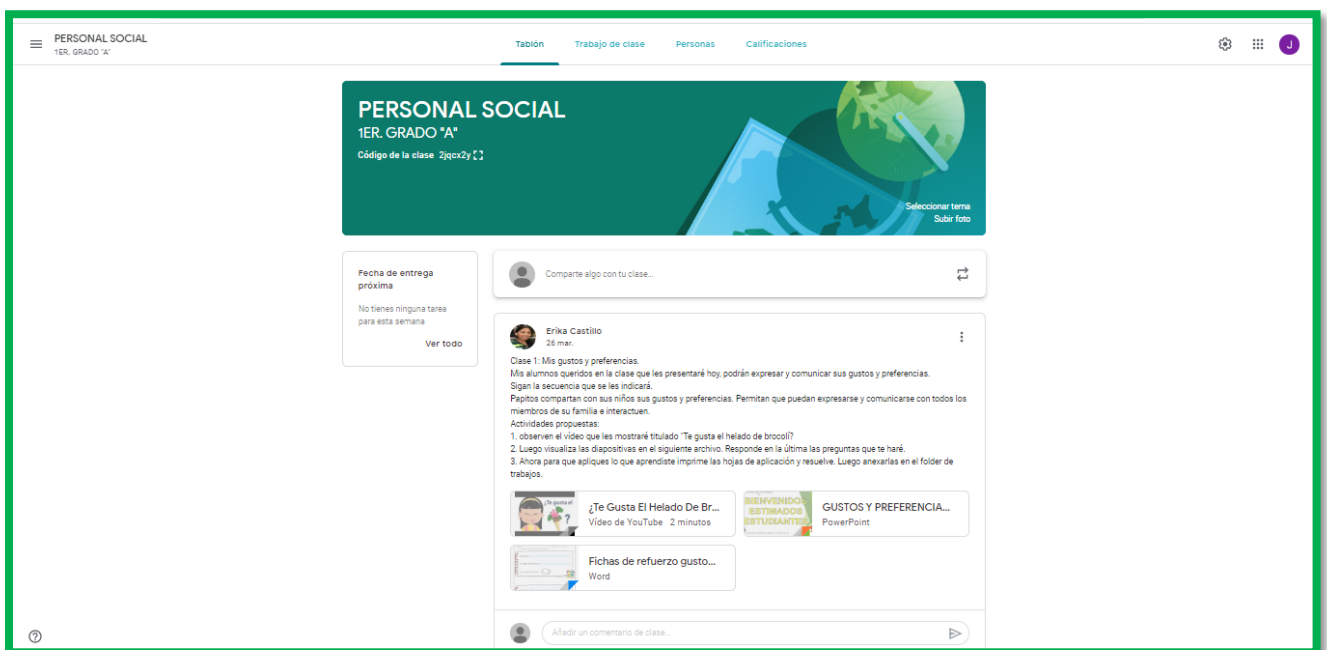 PERSONAL SOCIAL
1ER. GRADO "A"
Tablón
Trabajo de clase
Personas
Calificaciones
J
PERSONAL SOCIAL
1ER. GRADO "A"
Código de la clase 2jqcx2y
Seleccionar tema
Subir foto
Fecha de entrega
próxima
No tienes ninguna tarea
para esta semana
Ver todo
Comparte algo con tu clase...
Erika Castillo
26 mar.
Clase 1: Mis gustos y preferencias.
Mis alumnos queridos en la clase que les presentaré hoy, podrán expresar y comunicar sus gustos y preferencias.
Sigan la secuencia que se les indicará.
Papitos compartan con sus niños sus gustos y preferencias. Permitan que puedan expresarse y comunicarse con todos los
miembros de su familia e interactuen.
Actividades propuestas:
1. observen el vídeo que les mostraré titulado "Te gusta el helado de brocolí?
2. Luego visualiza las diapositivas en el siguiente archivo. Responde en la última las preguntas que te haré.
3. Ahora para que apliques lo que aprendiste imprime las hojas de aplicación y resuelve. Luego anexarlas en el folder de
trabajos.
¿Te gusta el
?
¿Te Gusta El Helado De Br...
Vídeo de YouTube 2 minutos
BIENVENIDOS
ESTIMADOS
ESTUDIANTES
GUSTOS Y PREFERENCIA...
PowerPoint
Fichas de refuerzo gusto...
Word
Añadir un comentario de clase...